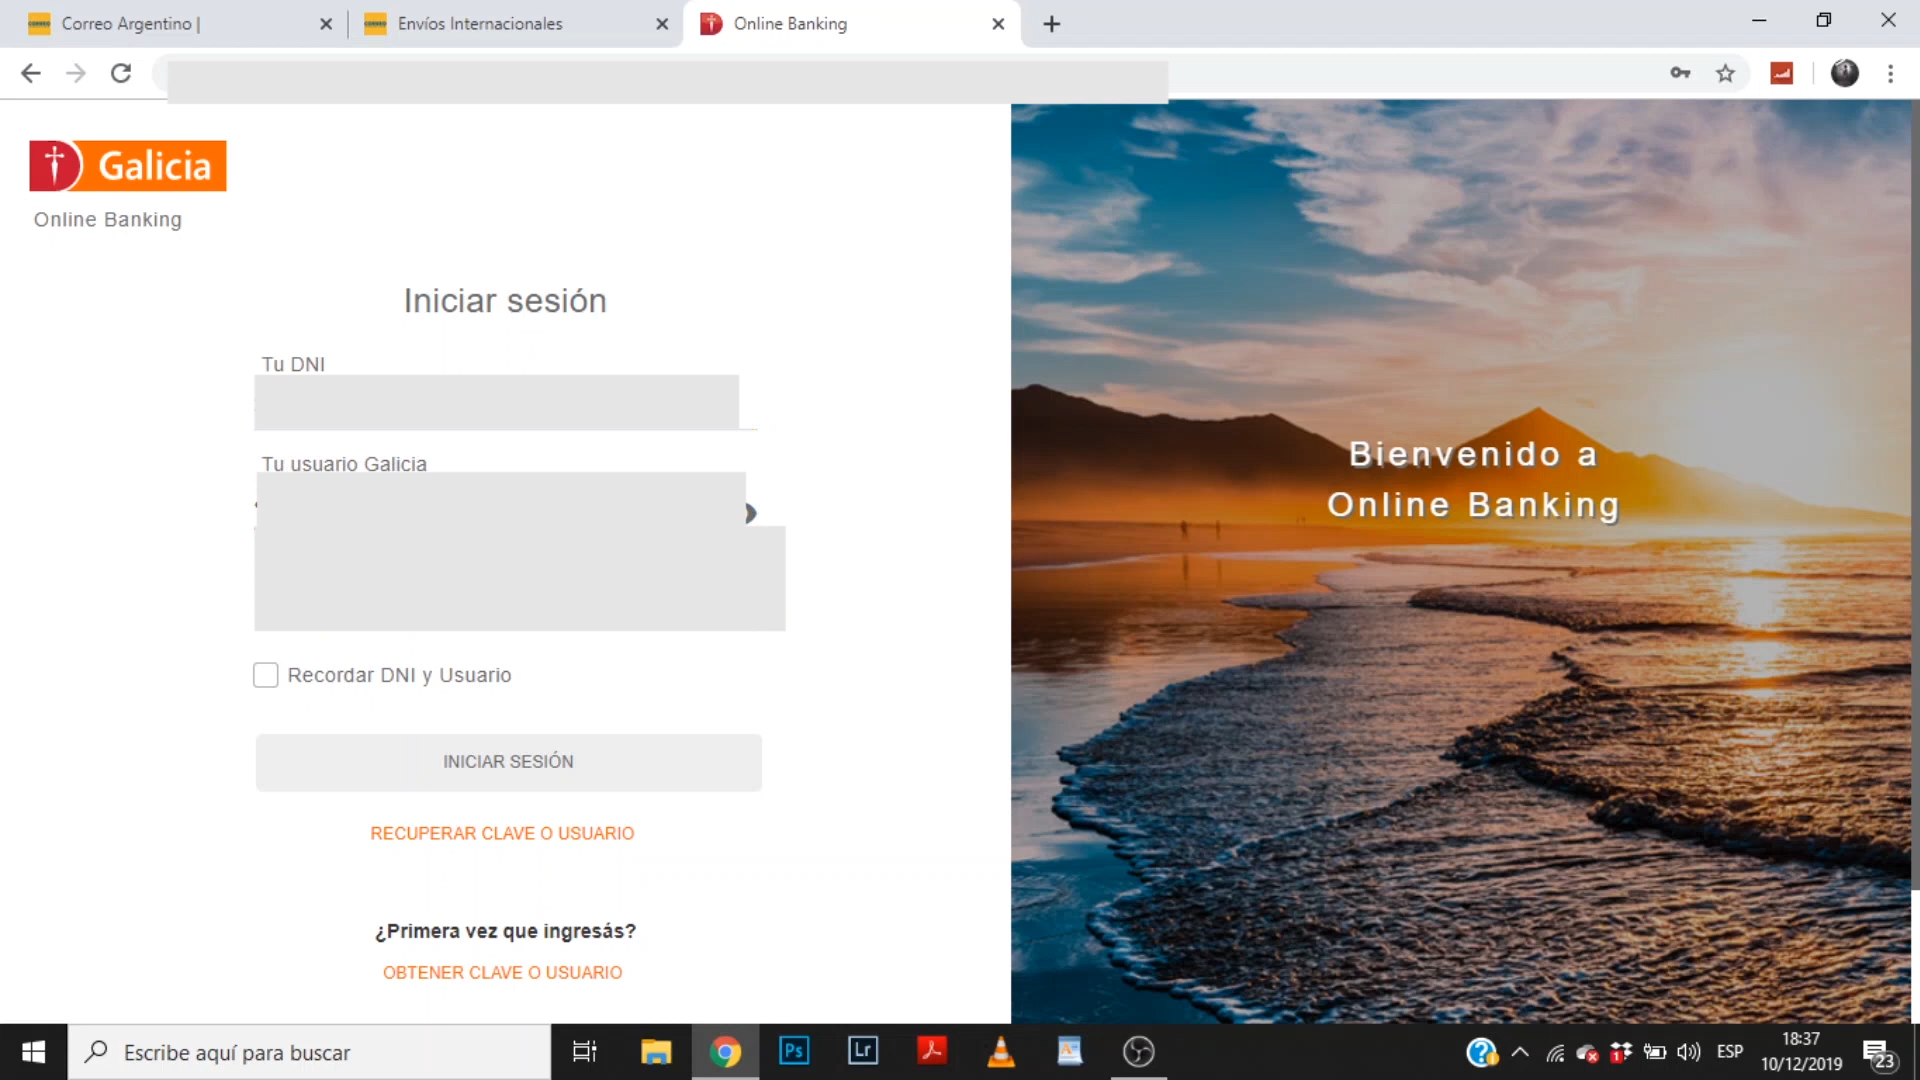 Correo Argentino |
Envíos Internacionales
Online Banking
Galicia
Online Banking
Iniciar sesión
Tu DNI
Tu usuario Galicia
Recordar DNI y Usuario
INICIAR SESIÓN
RECUPERAR CLAVE O USUARIO
¿Primera vez que ingresás?
OBTENER CLAVE O USUARIO
Bienvenido a
Online Banking
Escribe aquí para buscar
Ps
Lr
ESP
18:37
10/12/2019
23